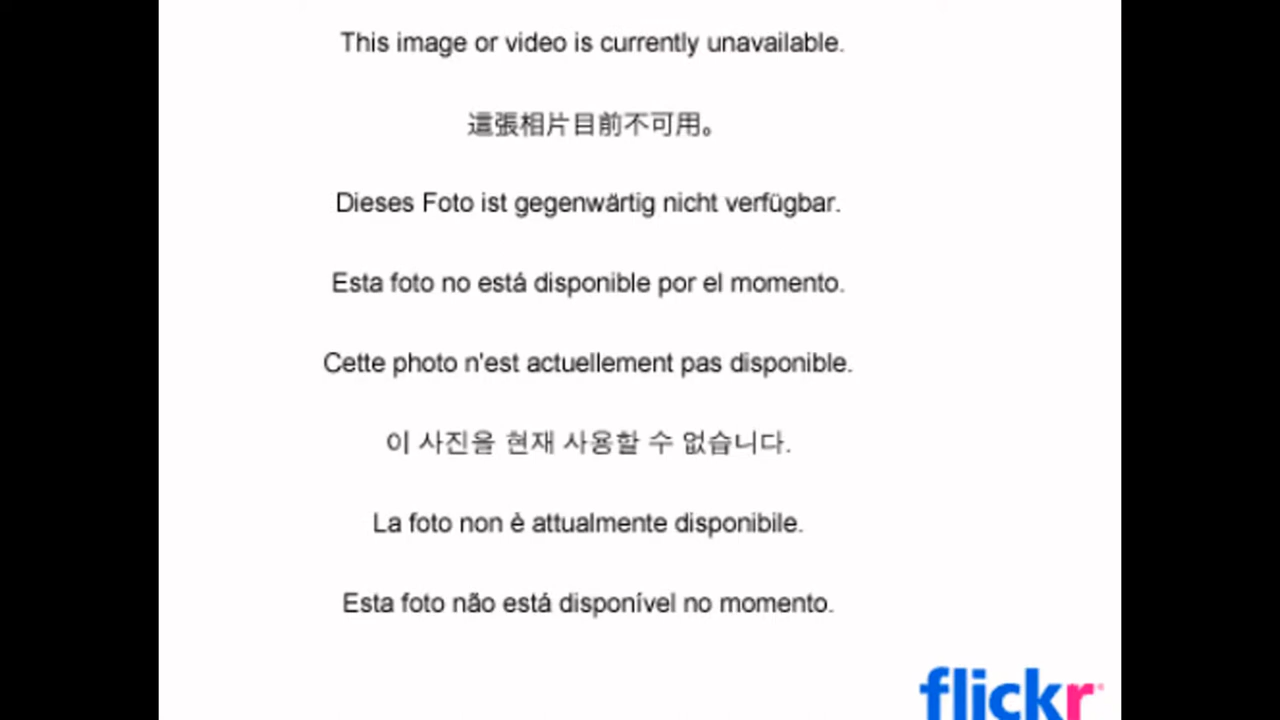 This image or video is currently unavailable.
這張相片目前不可用。
Dieses Foto ist gegenwärtig nicht verfügbar.
Esta foto no está disponible por el momento.
Cette photo n'est actuellement pas disponible.
이 사진을 현재 사용할 수 없습니다.
La foto non è attualmente disponibile.
Esta foto não está disponível no momento.
flickr